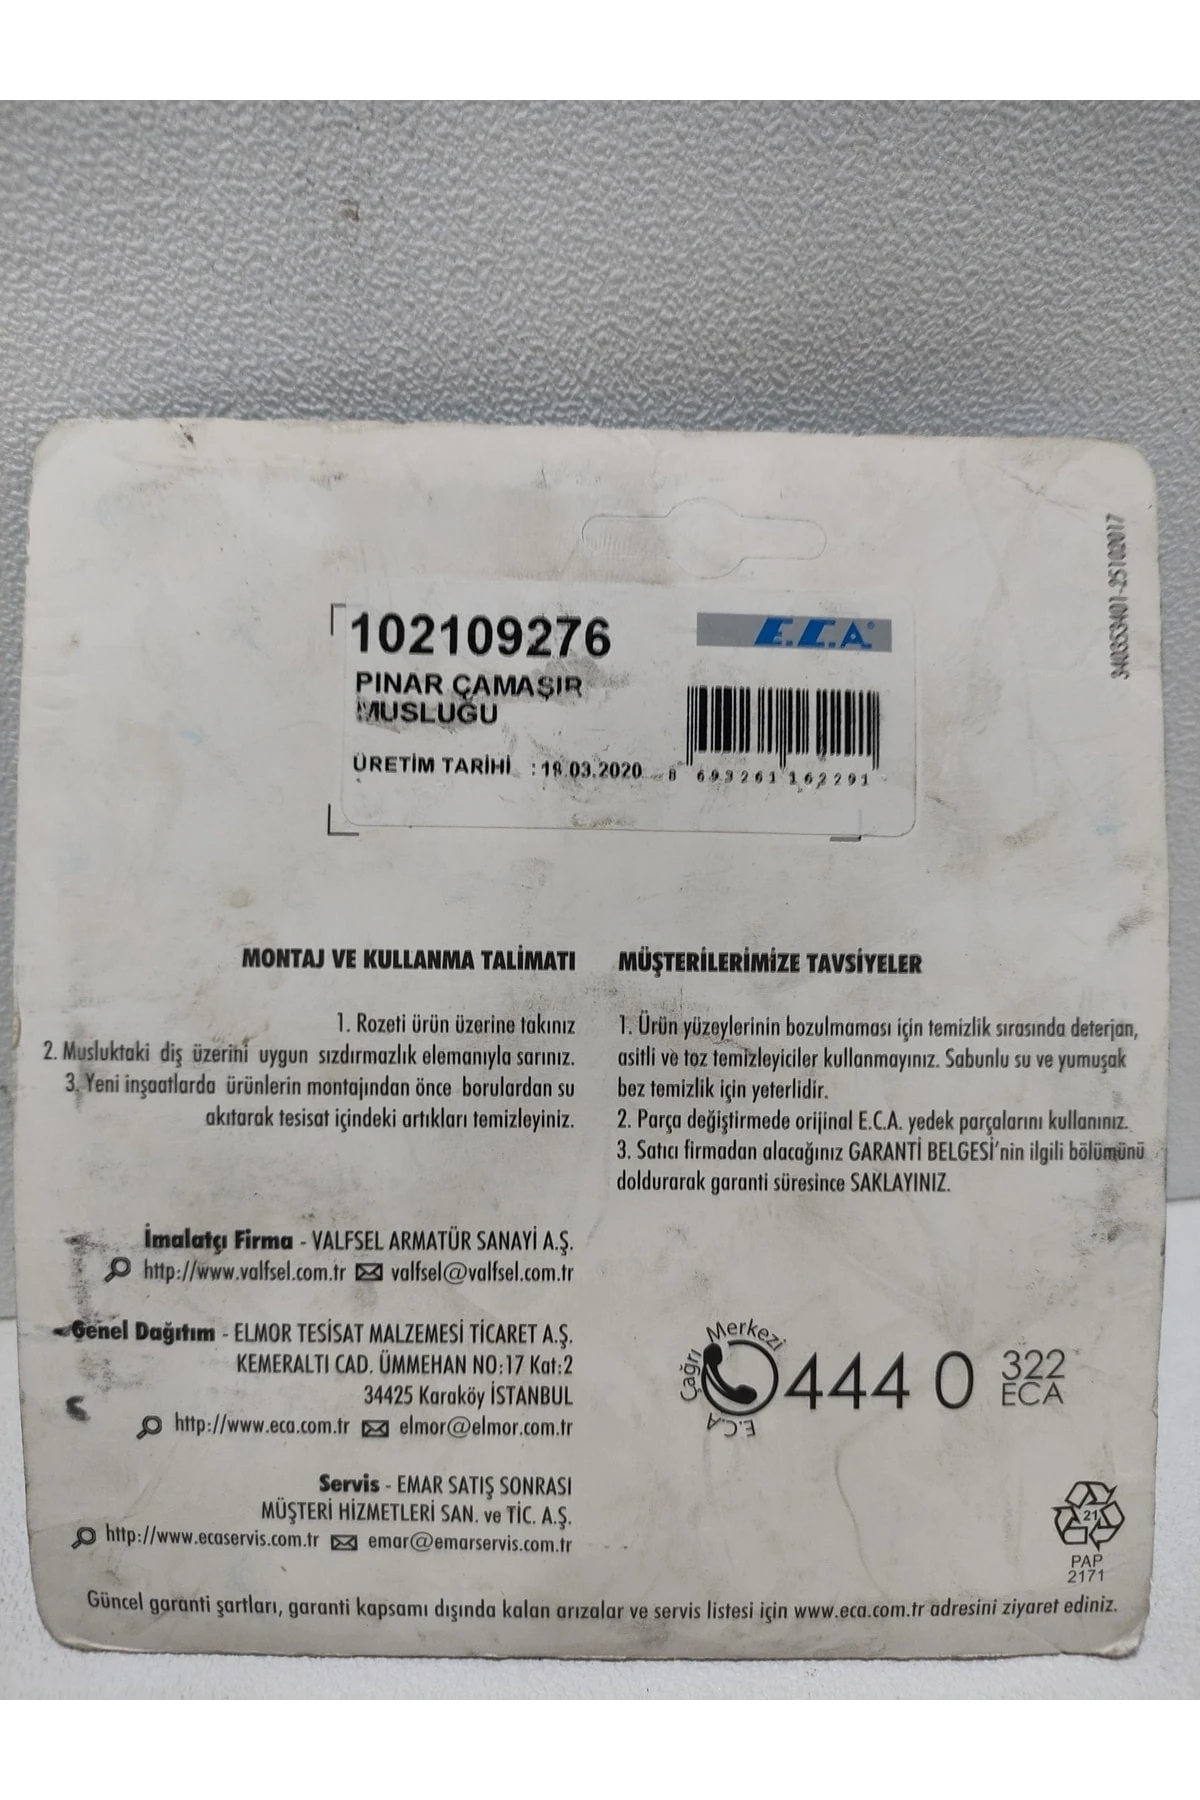 340353401-25102017
102109276
E.C.A.®
PINAR ÇAMAŞIR
MUSLUĞU
ÜRETİM TARİHİ : 18.03.2020
8 693261 162291
MONTAJ VE KULLANMA TALİMATI
1. Rozeti ürün üzerine takınız
2. Musluktaki diş üzerini uygun sızdırmazlık elemanıyla sarınız.
3. Yeni inşaatlarda ürünlerin montajından önce borulardan su
akıtarak tesisat içindeki artıkları temizleyiniz.
MÜŞTERİLERİMİZE TAVSİYELER
1. Ürün yüzeylerinin bozulmaması için temizlik sırasında deterjan,
asitli ve toz temizleyiciler kullanmayınız. Sabunlu su ve yumuşak
bez temizlik için yeterlidir.
2. Parça değiştirmede orijinal E.C.A. yedek parçalarını kullanınız.
3. Satıcı firmadan alacağınız GARANTİ BELGESİ'nin ilgili bölümünü
doldurarak garanti süresince SAKLAYINIZ.
İmalatçı Firma - VALFSEL ARMATÜR SANAYİ A.Ş.
http://www.valfsel.com.tr valfsel@valfsel.com.tr
Genel Dağıtım - ELMOR TESİSAT MALZEMESİ TİCARET A.Ş.
KEMERALTI CAD. ÜMMEHAN NO:17 Kat:2
34425 Karaköy İSTANBUL
http://www.eca.com.tr elmor@elmor.com.tr
Servis - EMAR SATIŞ SONRASI
MÜŞTERİ HİZMETLERİ SAN. ve TİC. A.Ş.
http://www.ecaservis.com.tr emar@emarservis.com.tr
E.C.A Çağrı Merkezi
444 0 322
ECA
21
PAP
2171
Güncel garanti şartları, garanti kapsamı dışında kalan arızalar ve servis listesi için www.eca.com.tr adresini ziyaret ediniz.